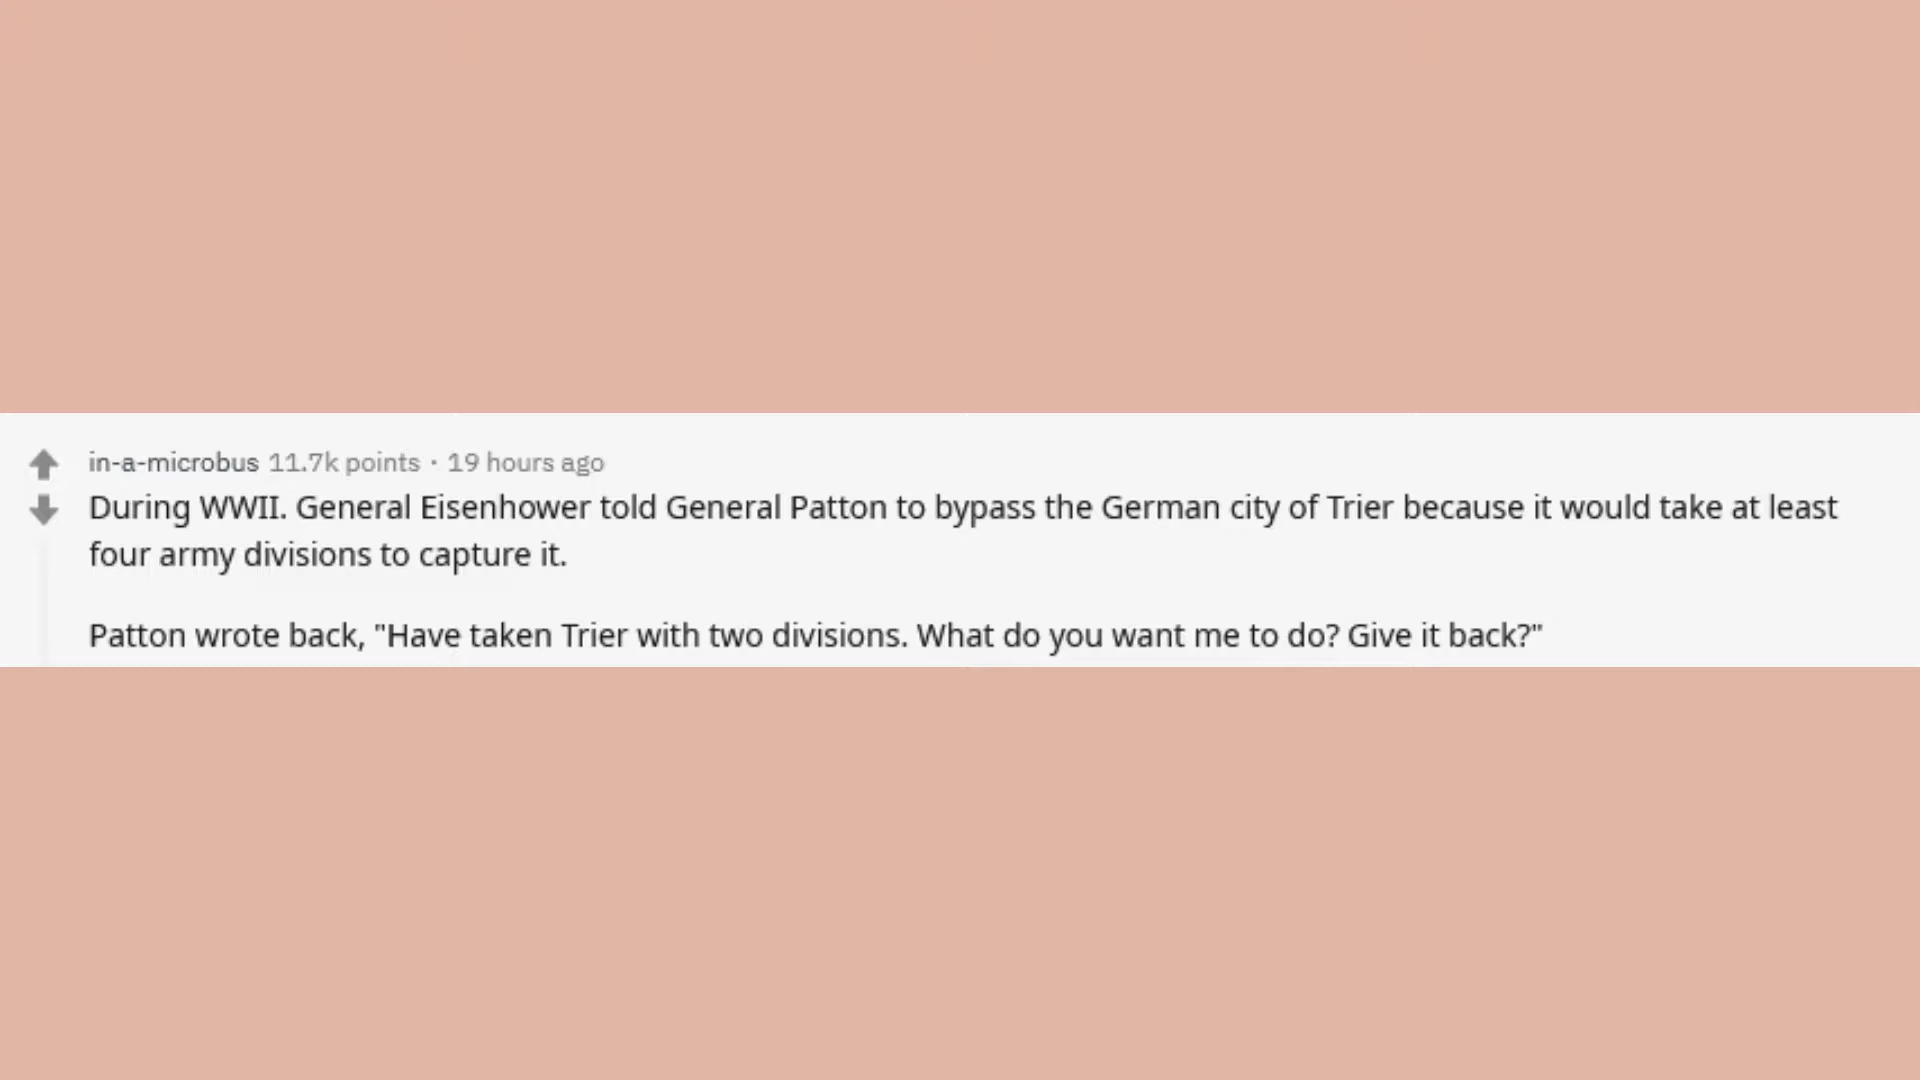 in-a-microbus 11.7k points · 19 hours ago
During WWII. General Eisenhower told General Patton to bypass the German city of Trier because it would take at least
four army divisions to capture it.
Patton wrote back, "Have taken Trier with two divisions. What do you want me to do? Give it back?"